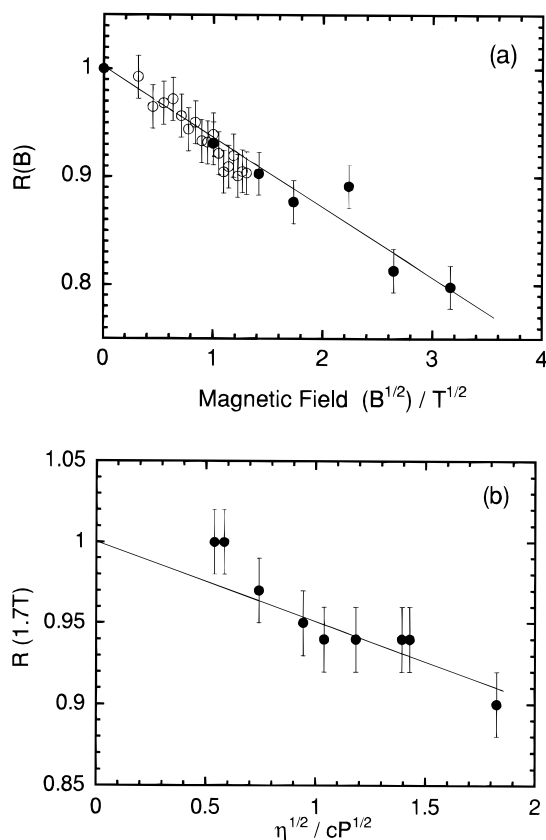 (a)
R(B)
1
0.9
0.8
0 1 2 3 4
Magnetic Field (B^{1/2}) / T^{1/2}
(b)
R (1.7T)
1.05
1
0.95
0.9
0.85
0 0.5 1 1.5 2
η^{1/2} / cP^{1/2}